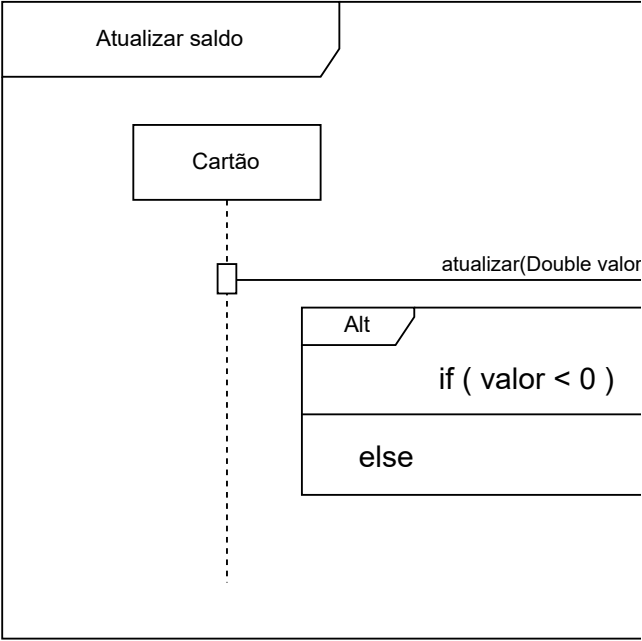 Atualizar saldo
Cartão
atualizar(Double valor
Alt
if ( valor < 0 )
else